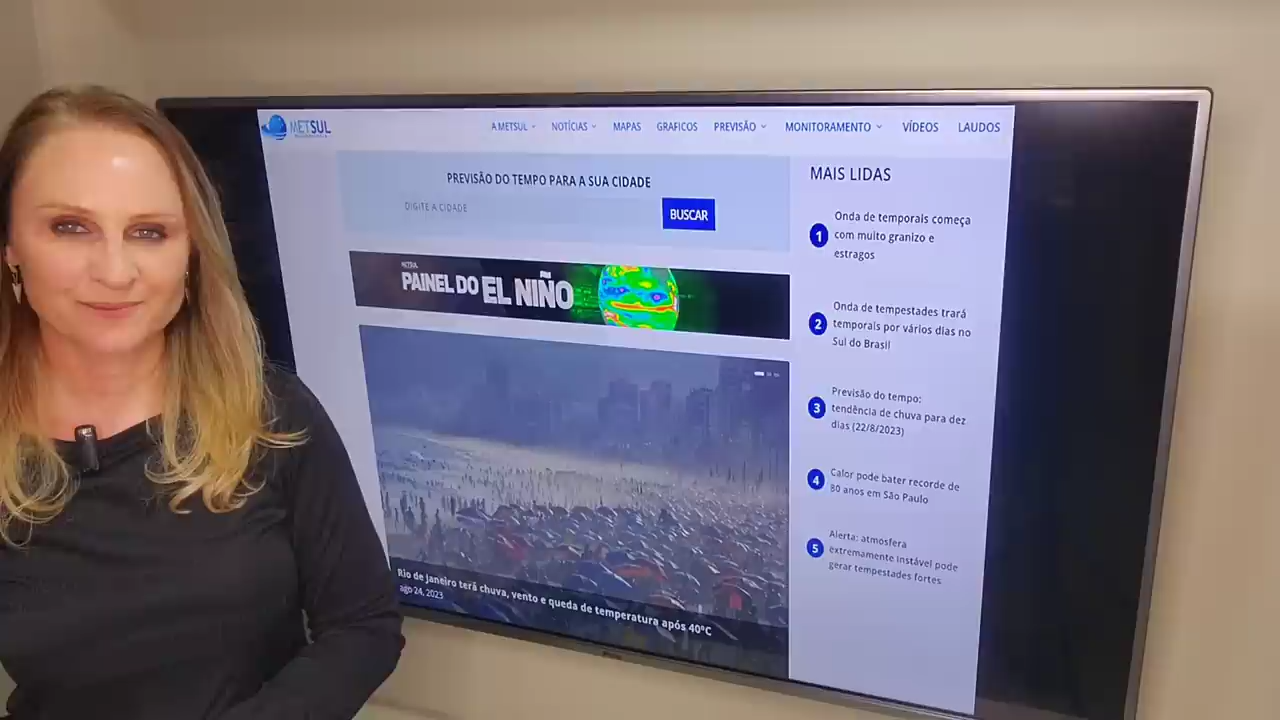 METSUL
A METSUL
NOTÍCIAS
MAPAS
GRAFICOS
PREVISÃO
MONITORAMENTO
VÍDEOS
LAUDOS
PREVISÃO DO TEMPO PARA A SUA CIDADE
DIGITE A CIDADE
BUSCAR
METSUL
PAINEL DO EL NIÑO
Rio de Janeiro terá chuva, vento e queda de temperatura após 40ºC
ago 24, 2023
MAIS LIDAS
1
Onda de temporais começa
com muito granizo e
estragos
2
Onda de tempestades trará
temporais por vários dias no
Sul do Brasil
3
Previsão do tempo:
tendência de chuva para dez
dias (22/8/2023)
4
Calor pode bater recorde de
80 anos em São Paulo
5
Alerta: atmosfera
extremamente instável pode
gerar tempestades fortes